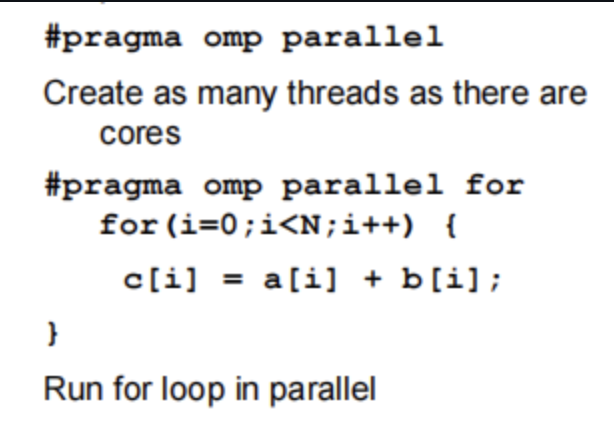 #pragma omp parallel
Create as many threads as there are
cores
#pragma omp parallel for
for(i=0;i<N;i++) {
c[i] = a[i] + b[i];
}
Run for loop in parallel